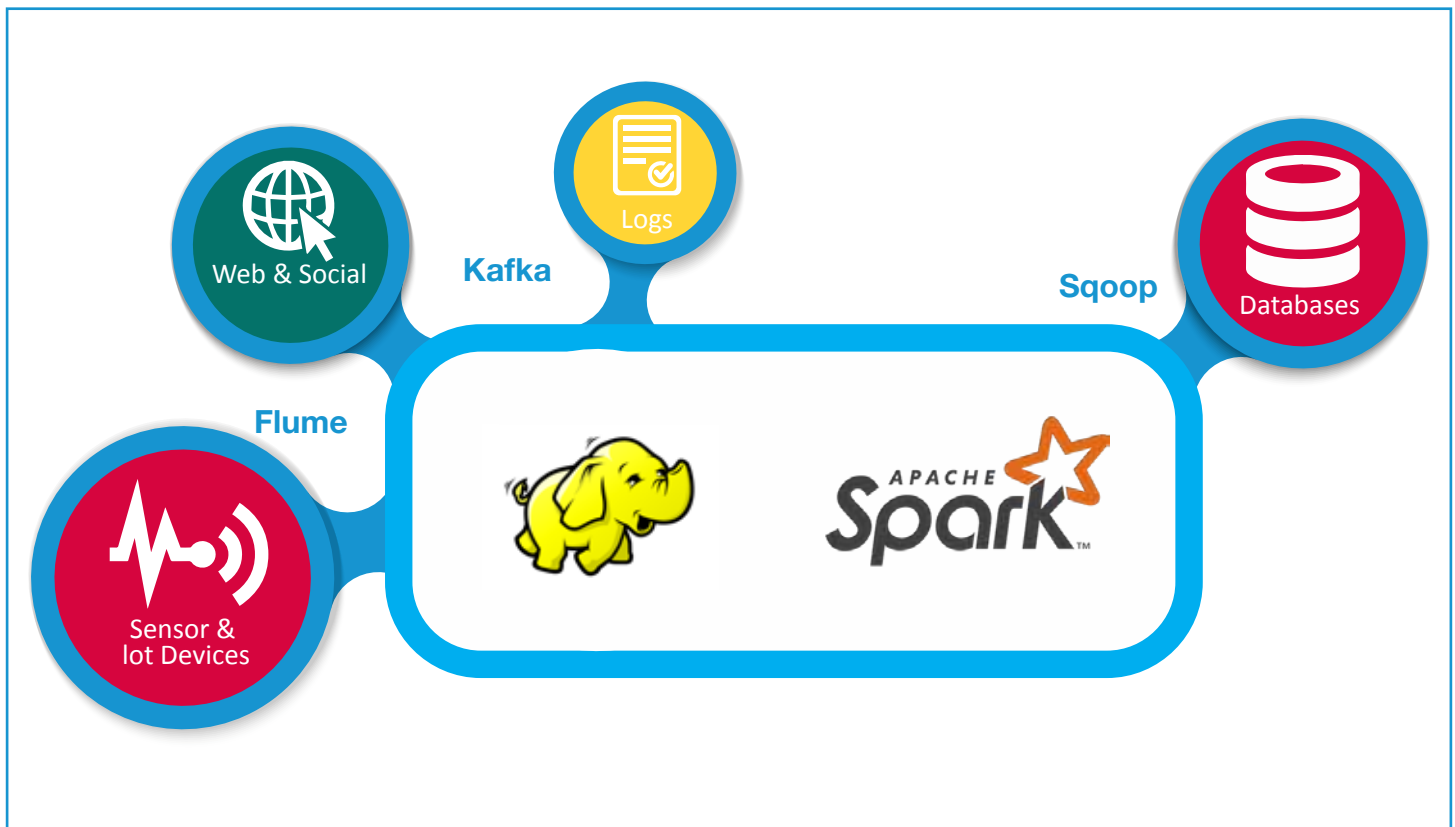 Logs
Web & Social
Kafka
Sqoop
Databases
Flume
APACHE
Spark
TM
Sensor &
Iot Devices